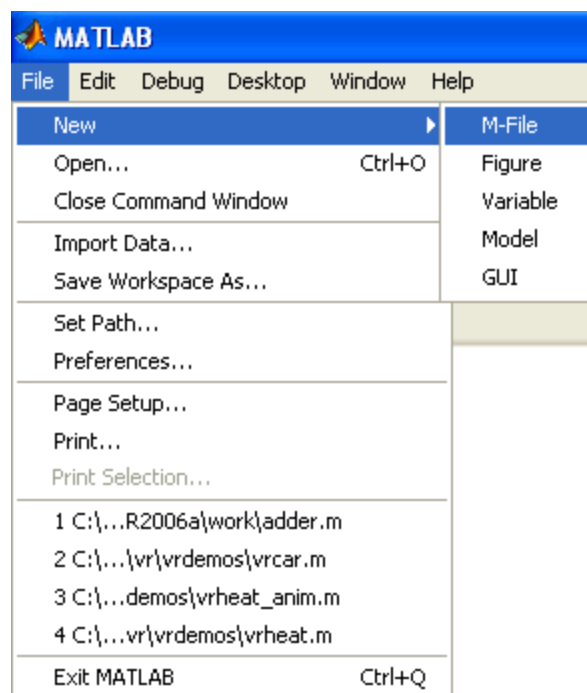 MATLAB
File Edit Debug Desktop Window Help
New
Open... Ctrl+O
Close Command Window
Import Data...
Save Workspace As...
Set Path...
Preferences...
Page Setup...
Print...
Print Selection...
1 C:\...R2006a\work\adder.m
2 C:\...\vr\vrdemos\vrcar.m
3 C:\...demos\vrheat_anim.m
4 C:\...vr\vrdemos\vrheat.m
Exit MATLAB Ctrl+Q
M-File
Figure
Variable
Model
GUI